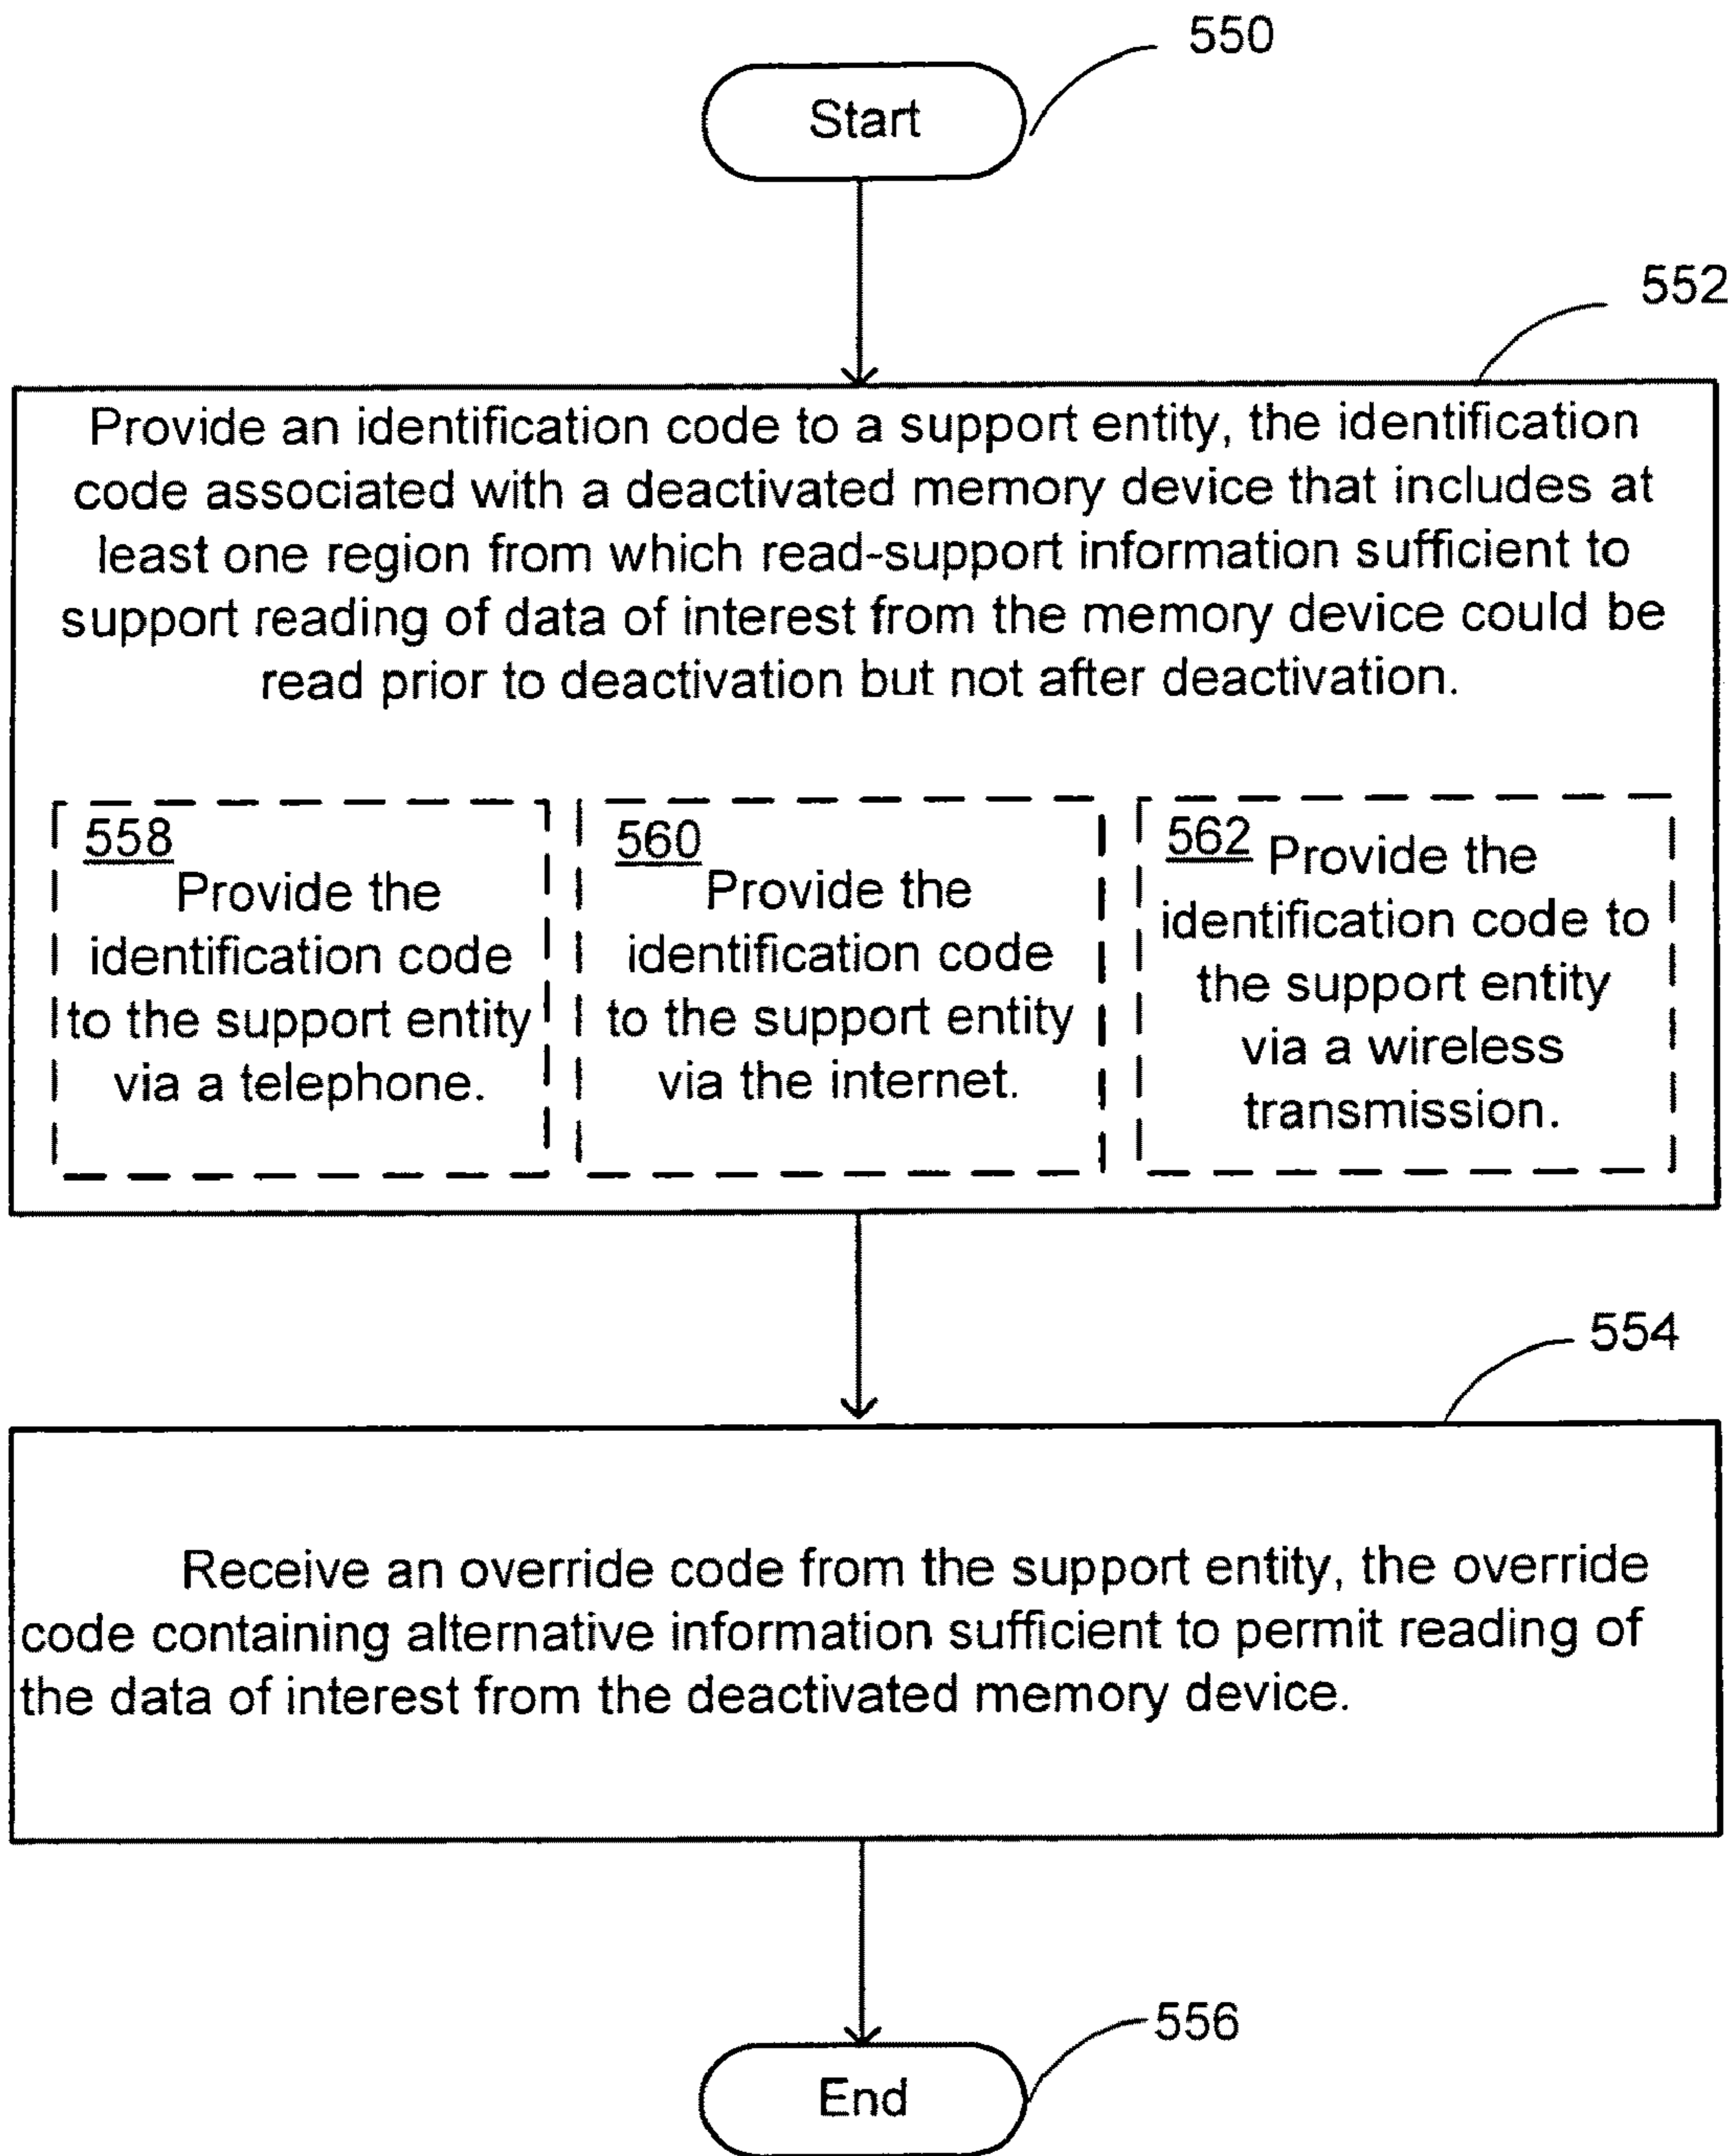 550
Start
552
Provide an identification code to a support entity, the identification
code associated with a deactivated memory device that includes at
least one region from which read-support information sufficient to
support reading of data of interest from the memory device could be
read prior to deactivation but not after deactivation.
558
Provide the
identification code
to the support entity
via a telephone.
560
Provide the
identification code
to the support entity
via the internet.
562 Provide the
identification code to
the support entity
via a wireless
transmission.
554
Receive an override code from the support entity, the override
code containing alternative information sufficient to permit reading of
the data of interest from the deactivated memory device.
556
End